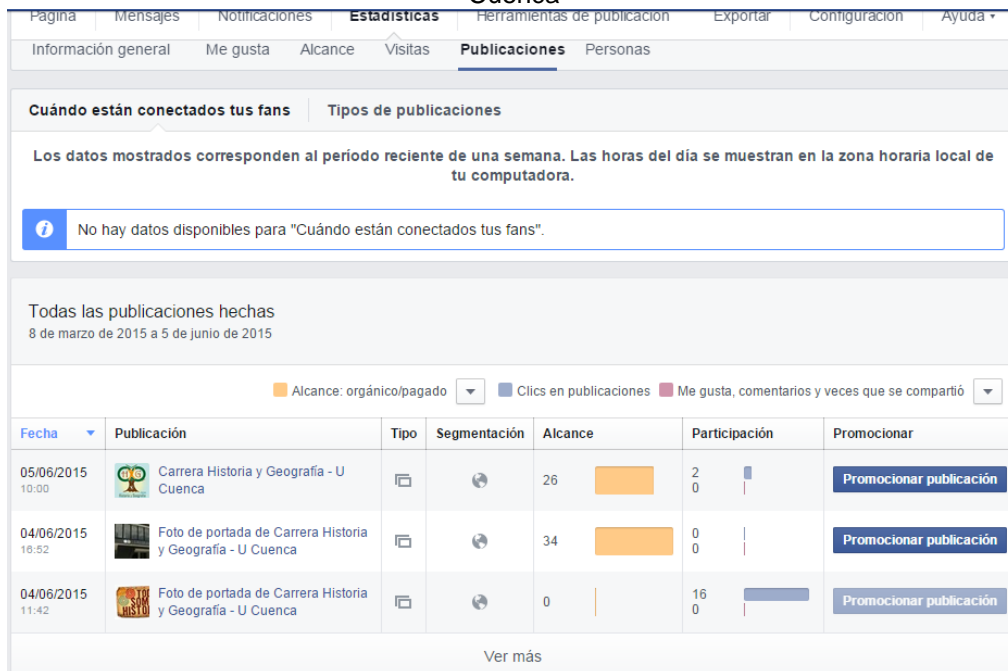 Cuenca
Pagina Mensajes Notificaciones Estadísticas Herramientas de publicación Exportar Configuración Ayuda
Información general Me gusta Alcance Visitas Publicaciones Personas
Cuándo están conectados tus fans Tipos de publicaciones
Los datos mostrados corresponden al período reciente de una semana. Las horas del día se muestran en la zona horaria local de
tu computadora.
No hay datos disponibles para "Cuándo están conectados tus fans".
Todas las publicaciones hechas
8 de marzo de 2015 a 5 de junio de 2015
Alcance: orgánico/pagado Clics en publicaciones Me gusta, comentarios y veces que se compartió
Fecha Publicación Tipo Segmentación Alcance Participación Promocionar
05/06/2015 Carrera Historia y Geografía - U 26 2 Promocionar publicación
10:00 Cuenca 0
04/06/2015 Foto de portada de Carrera Historia 34 0 Promocionar publicación
16:52 y Geografía - U Cuenca 0
04/06/2015 Foto de portada de Carrera Historia 0 16 Promocionar publicación
11:42 y Geografía - U Cuenca 0
Ver más